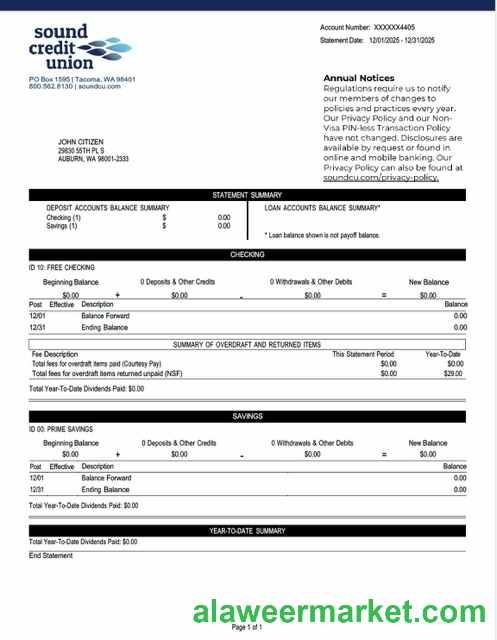 sound
credit
union
PO Box 1595 | Tacoma, WA 98401
800.562.8130 | soundcu.com
Account Number: XXXXXX4405
Statement Date: 12/01/2025 - 12/31/2025
Annual Notices
Regulations require us to notify
our members of changes to
policies and practices every year.
Our Privacy Policy and our Non-
Visa PIN-less Transaction Policy
have not changed. Disclosures are
available by request or found in
online and mobile banking. Our
Privacy Policy can also be found at
soundcu.com/privacy-policy.
JOHN CITIZEN
29830 55TH PL S
AUBURN, WA 98001-2333
STATEMENT SUMMARY
DEPOSIT ACCOUNTS BALANCE SUMMARY
Checking (1) $ 0.00
Savings (1) $ 0.00
LOAN ACCOUNTS BALANCE SUMMARY*
* Loan balance shown is not payoff balance.
CHECKING
ID 10: FREE CHECKING
Beginning Balance 0 Deposits & Other Credits 0 Withdrawals & Other Debits New Balance
$0.00 + $0.00 - $0.00 = $0.00
Post Effective Description Balance
12/01 Balance Forward 0.00
12/31 Ending Balance 0.00
SUMMARY OF OVERDRAFT AND RETURNED ITEMS
Fee Description This Statement Period Year-To-Date
Total fees for overdraft items paid (Courtesy Pay) $0.00 $0.00
Total fees for overdraft items returned unpaid (NSF) $0.00 $29.00
Total Year-To-Date Dividends Paid: $0.00
SAVINGS
ID 00: PRIME SAVINGS
Beginning Balance 0 Deposits & Other Credits 0 Withdrawals & Other Debits New Balance
$0.00 + $0.00 - $0.00 = $0.00
Post Effective Description Balance
12/01 Balance Forward 0.00
12/31 Ending Balance 0.00
Total Year-To-Date Dividends Paid: $0.00
YEAR-TO-DATE SUMMARY
Total Year-To-Date Dividends Paid: $0.00
End Statement
alaweermarket.com
Page 1 of 1